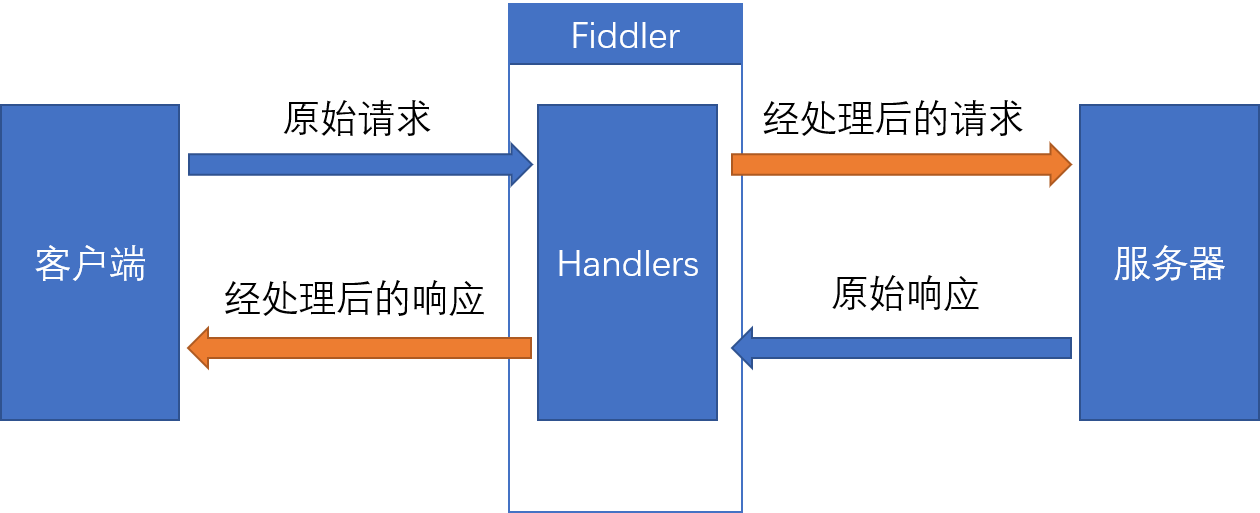 Fiddler
原始请求
经处理后的请求
客户端
Handlers
服务器
经处理后的响应
原始响应